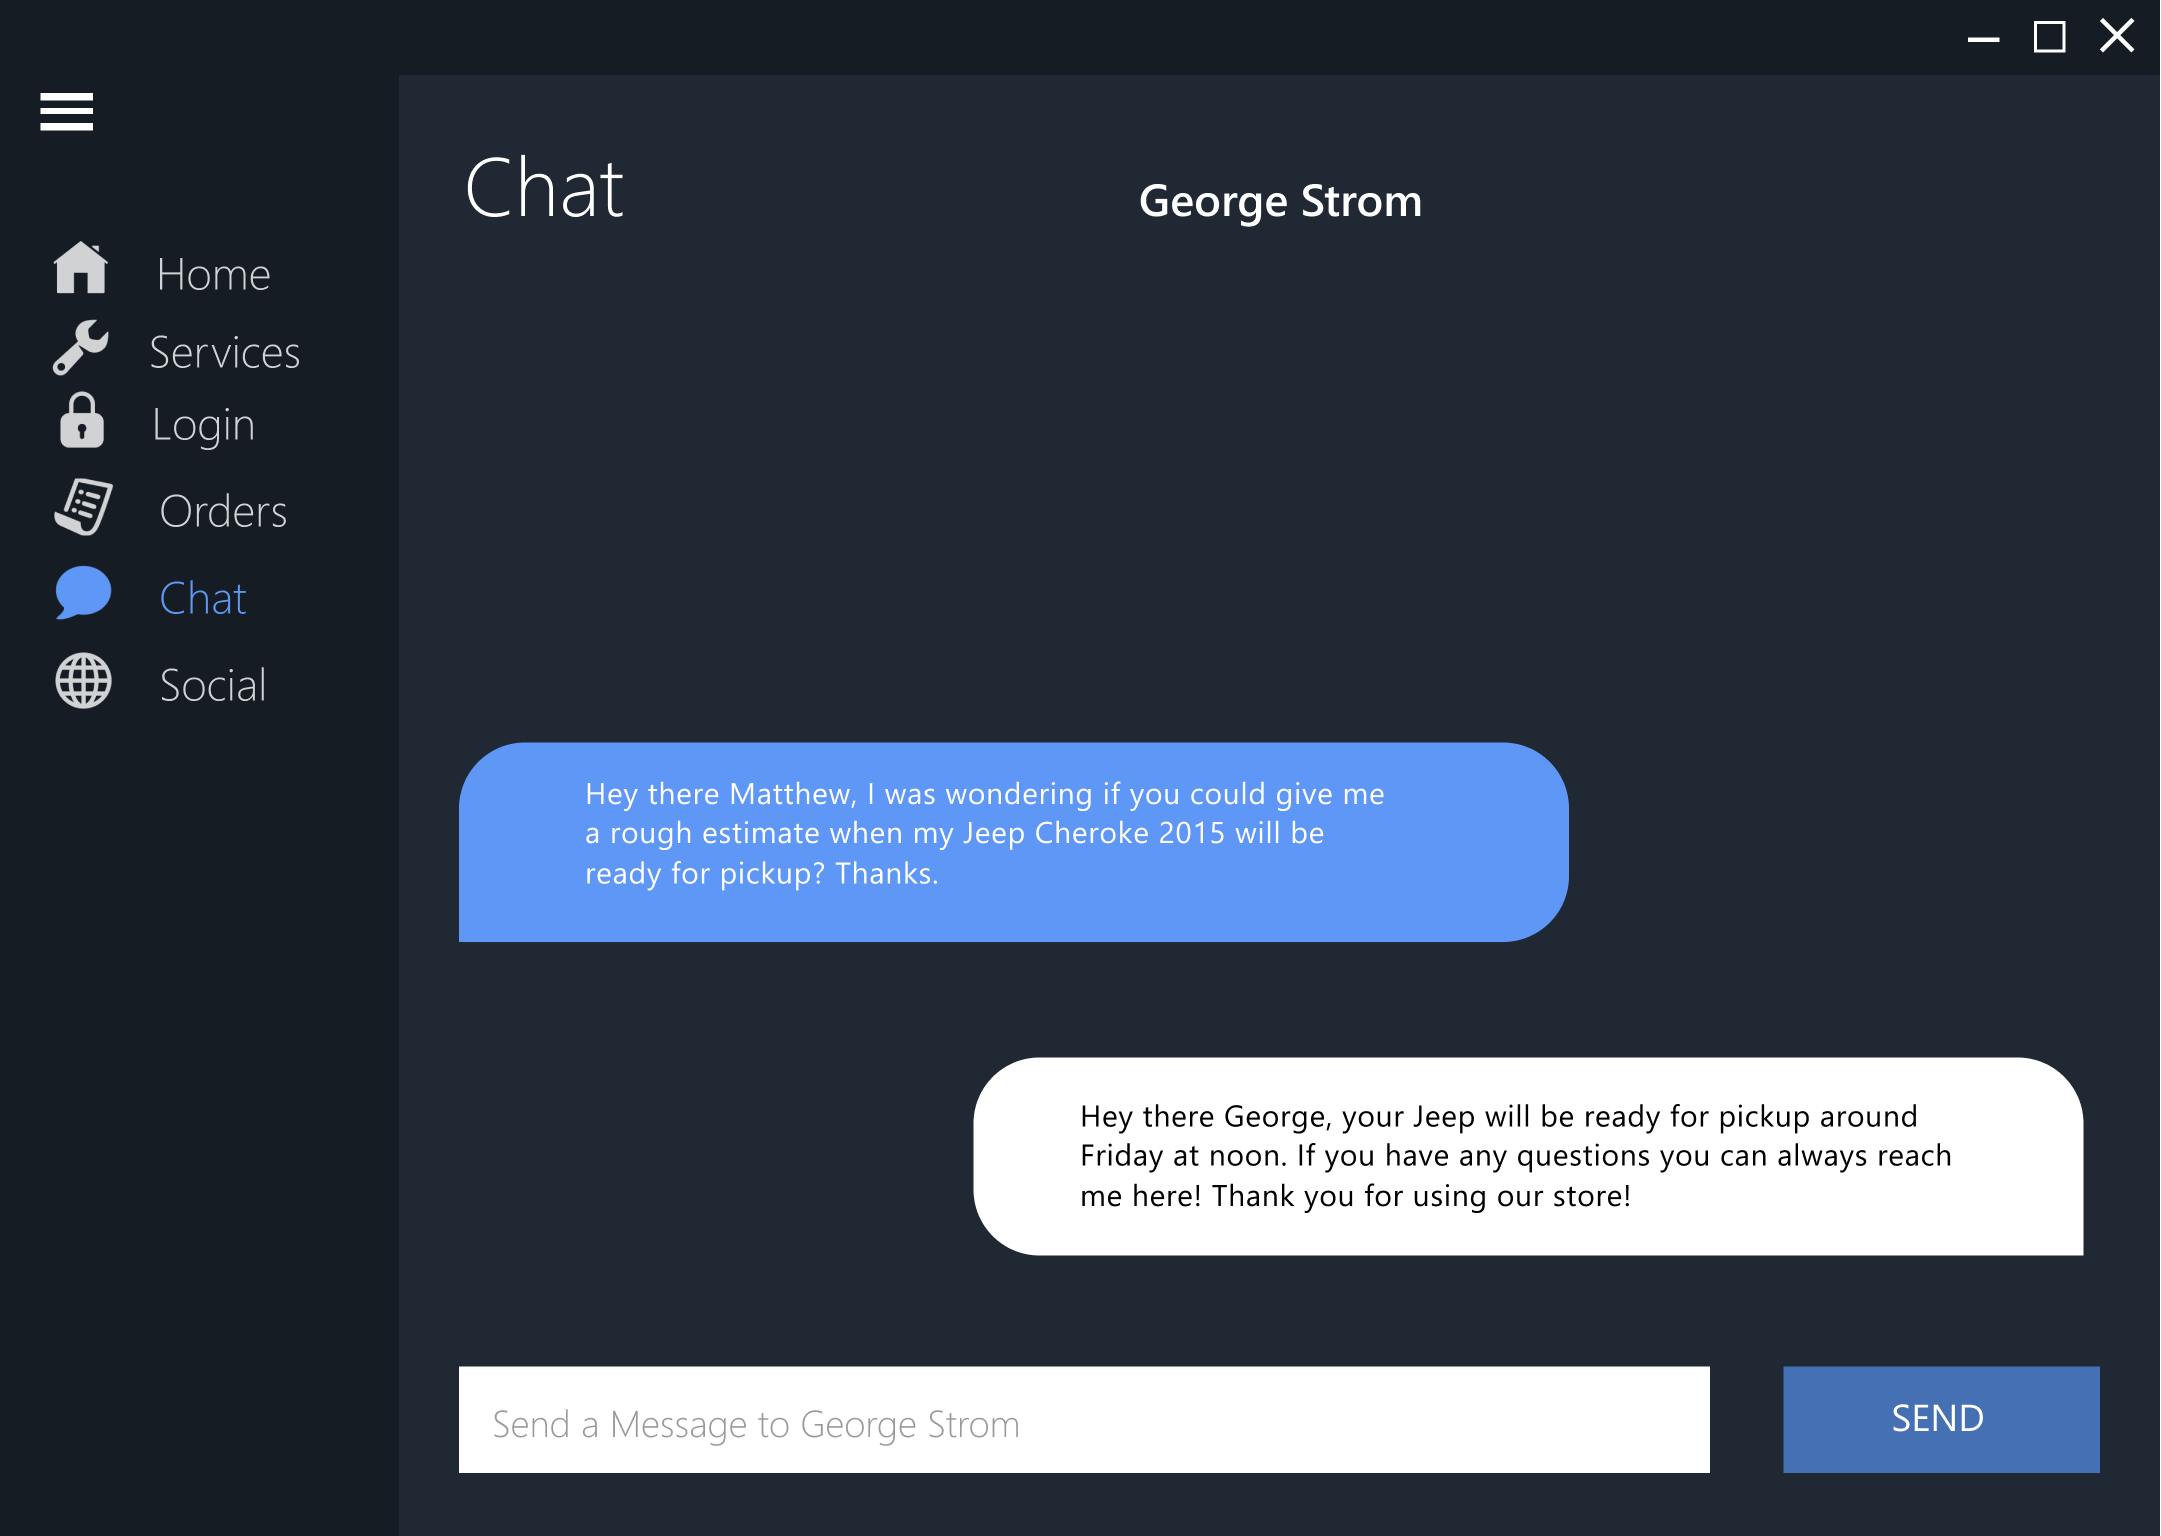 Chat
George Strom
Home
Services
Login
Orders
Chat
Social
Hey there Matthew, I was wondering if you could give me
a rough estimate when my Jeep Cheroke 2015 will be
ready for pickup? Thanks.
Hey there George, your Jeep will be ready for pickup around
Friday at noon. If you have any questions you can always reach
me here! Thank you for using our store!
Send a Message to George Strom
SEND